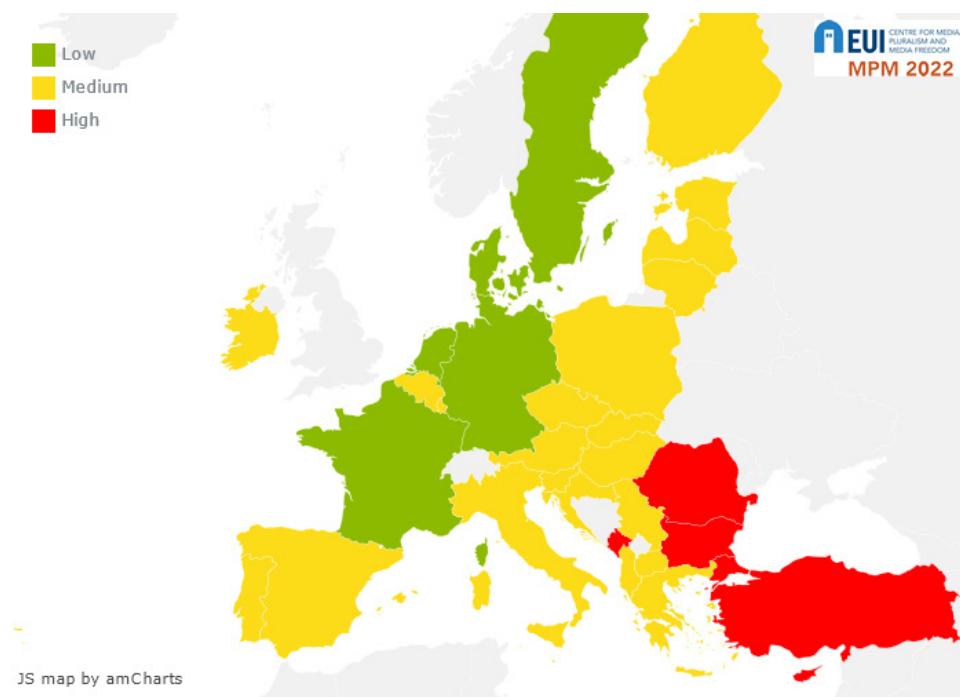 Low
Medium
High
EUI
CENTRE FOR MEDIA
PLURALISM AND
MEDIA FREEDOM
MPM 2022
JS map by amCharts